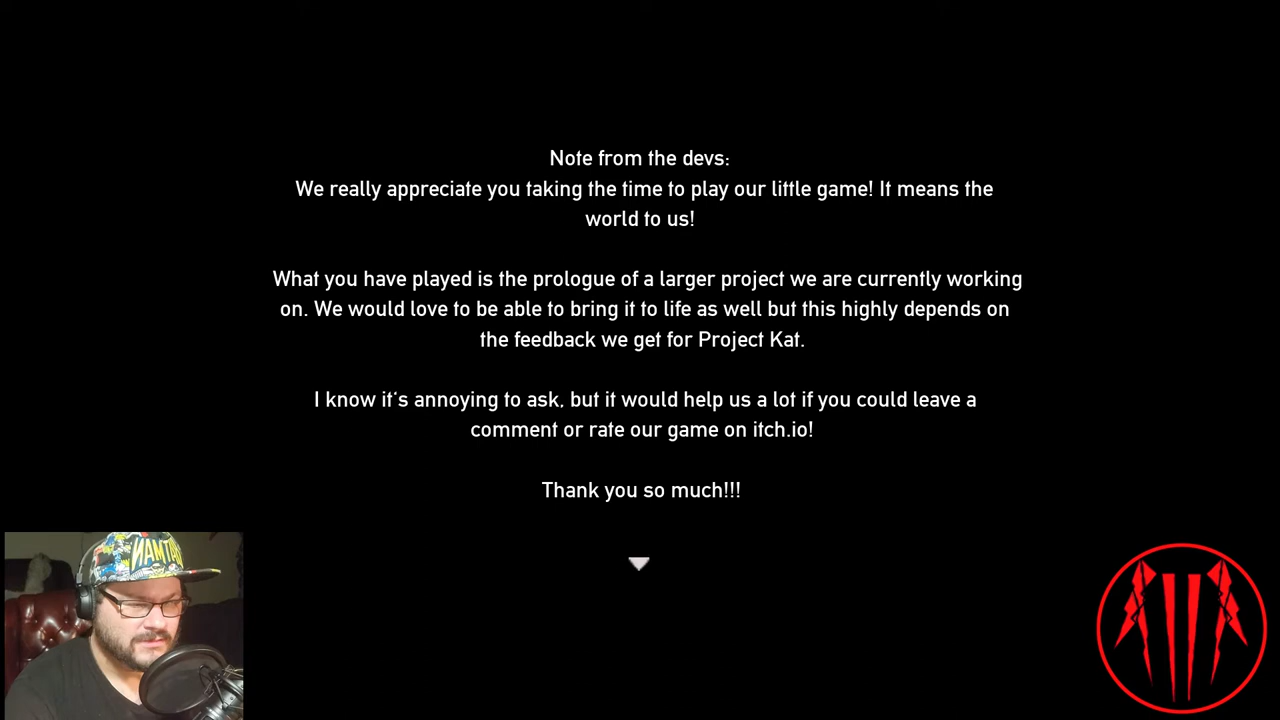 Note from the devs:
We really appreciate you taking the time to play our little game! It means the
world to us!
What you have played is the prologue of a larger project we are currently working
on. We would love to be able to bring it to life as well but this highly depends on
the feedback we get for Project Kat.
I know it's annoying to ask, but it would help us a lot if you could leave a
comment or rate our game on itch.io!
Thank you so much!!!
BATMAN